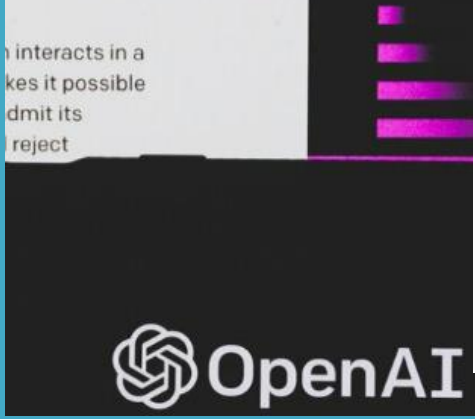 interacts in a
kes it possible
dmit its
reject
OpenAI